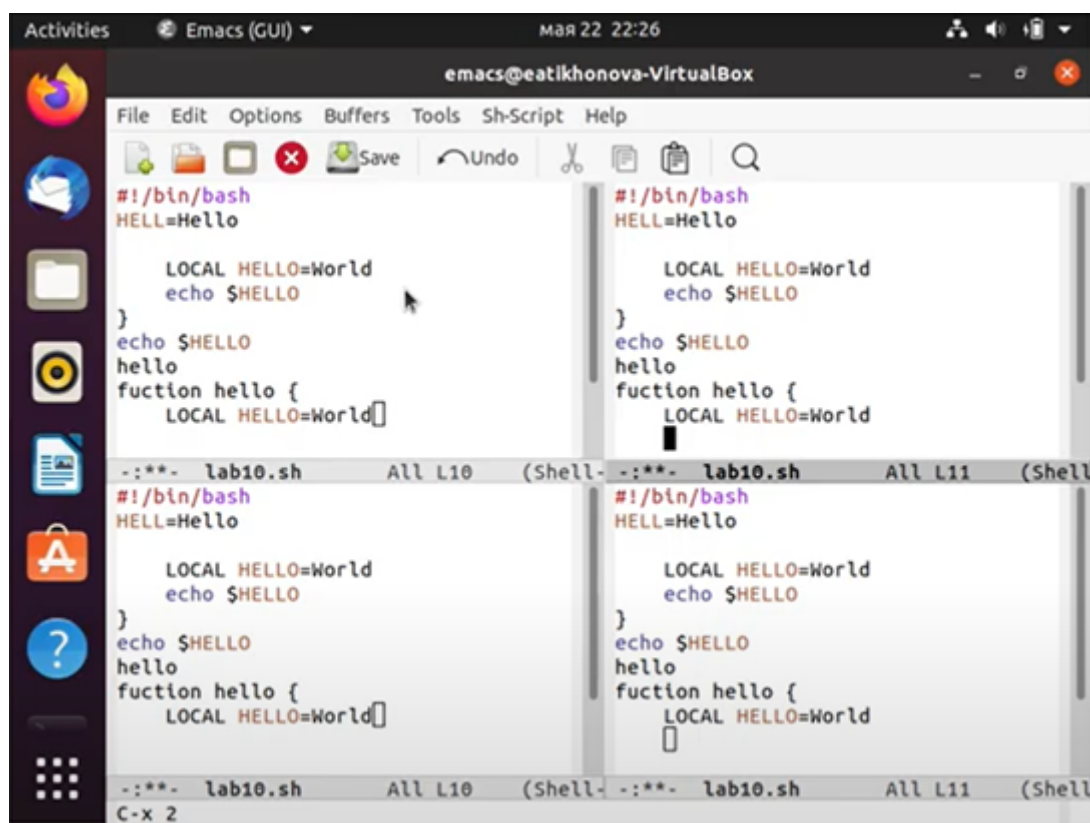 Activities Emacs (GUI) мая 22 22:26
emacs@eatikhonova-VirtualBox
File Edit Options Buffers Tools Sh-Script Help
Save Undo
#!/bin/bash
HELL=Hello
LOCAL HELLO=World
echo $HELLO
}
echo $HELLO
hello
fuction hello {
LOCAL HELLO=World
-:**- lab10.sh All L10 (Shell-
#!/bin/bash
HELL=Hello
LOCAL HELLO=World
echo $HELLO
}
echo $HELLO
hello
fuction hello {
LOCAL HELLO=World
-:**- lab10.sh All L11 (Shell
#!/bin/bash
HELL=Hello
LOCAL HELLO=World
echo $HELLO
}
echo $HELLO
hello
fuction hello {
LOCAL HELLO=World
-:**- lab10.sh All L10 (Shell-
#!/bin/bash
HELL=Hello
LOCAL HELLO=World
echo $HELLO
}
echo $HELLO
hello
fuction hello {
LOCAL HELLO=World
-:**- lab10.sh All L11 (Shell
C-x 2